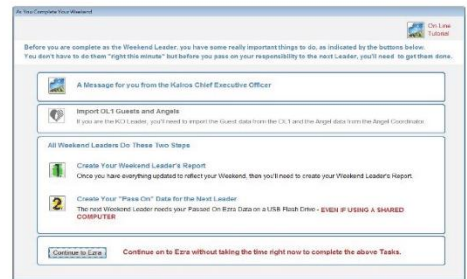 As You Complete Your Weekend
On Line
Tutorial
Before you are complete as the Weekend Leader, you have some really important things to do, as indicated by the buttons below.
You don't have to do them "right this minute" but before you pass on your responsibility to the next Leader, you'll need to get them done.
A Message for you from the Kairos Chief Executive Officer
Import OL1 Guests and Angels
If you are the KO Leader, you'll need to import the Guest data from the OL1 and the Angel data from the Angel Coordinator.
All Weekend Leaders Do These Two Steps
1
Create Your Weekend Leader's Report
Once you have everything updated to reflect your Weekend, then you'll need to create your Weekend Leader's Report.
2.
Create Your "Pass On" Data for the Next Leader
The next Weekend Leader needs your Passed On Ezra Data on a USB Flash Drive - EVEN IF USING A SHARED
COMPUTER
Continue to Ezra
Continue on to Ezra without taking the time right now to complete the above Tasks.